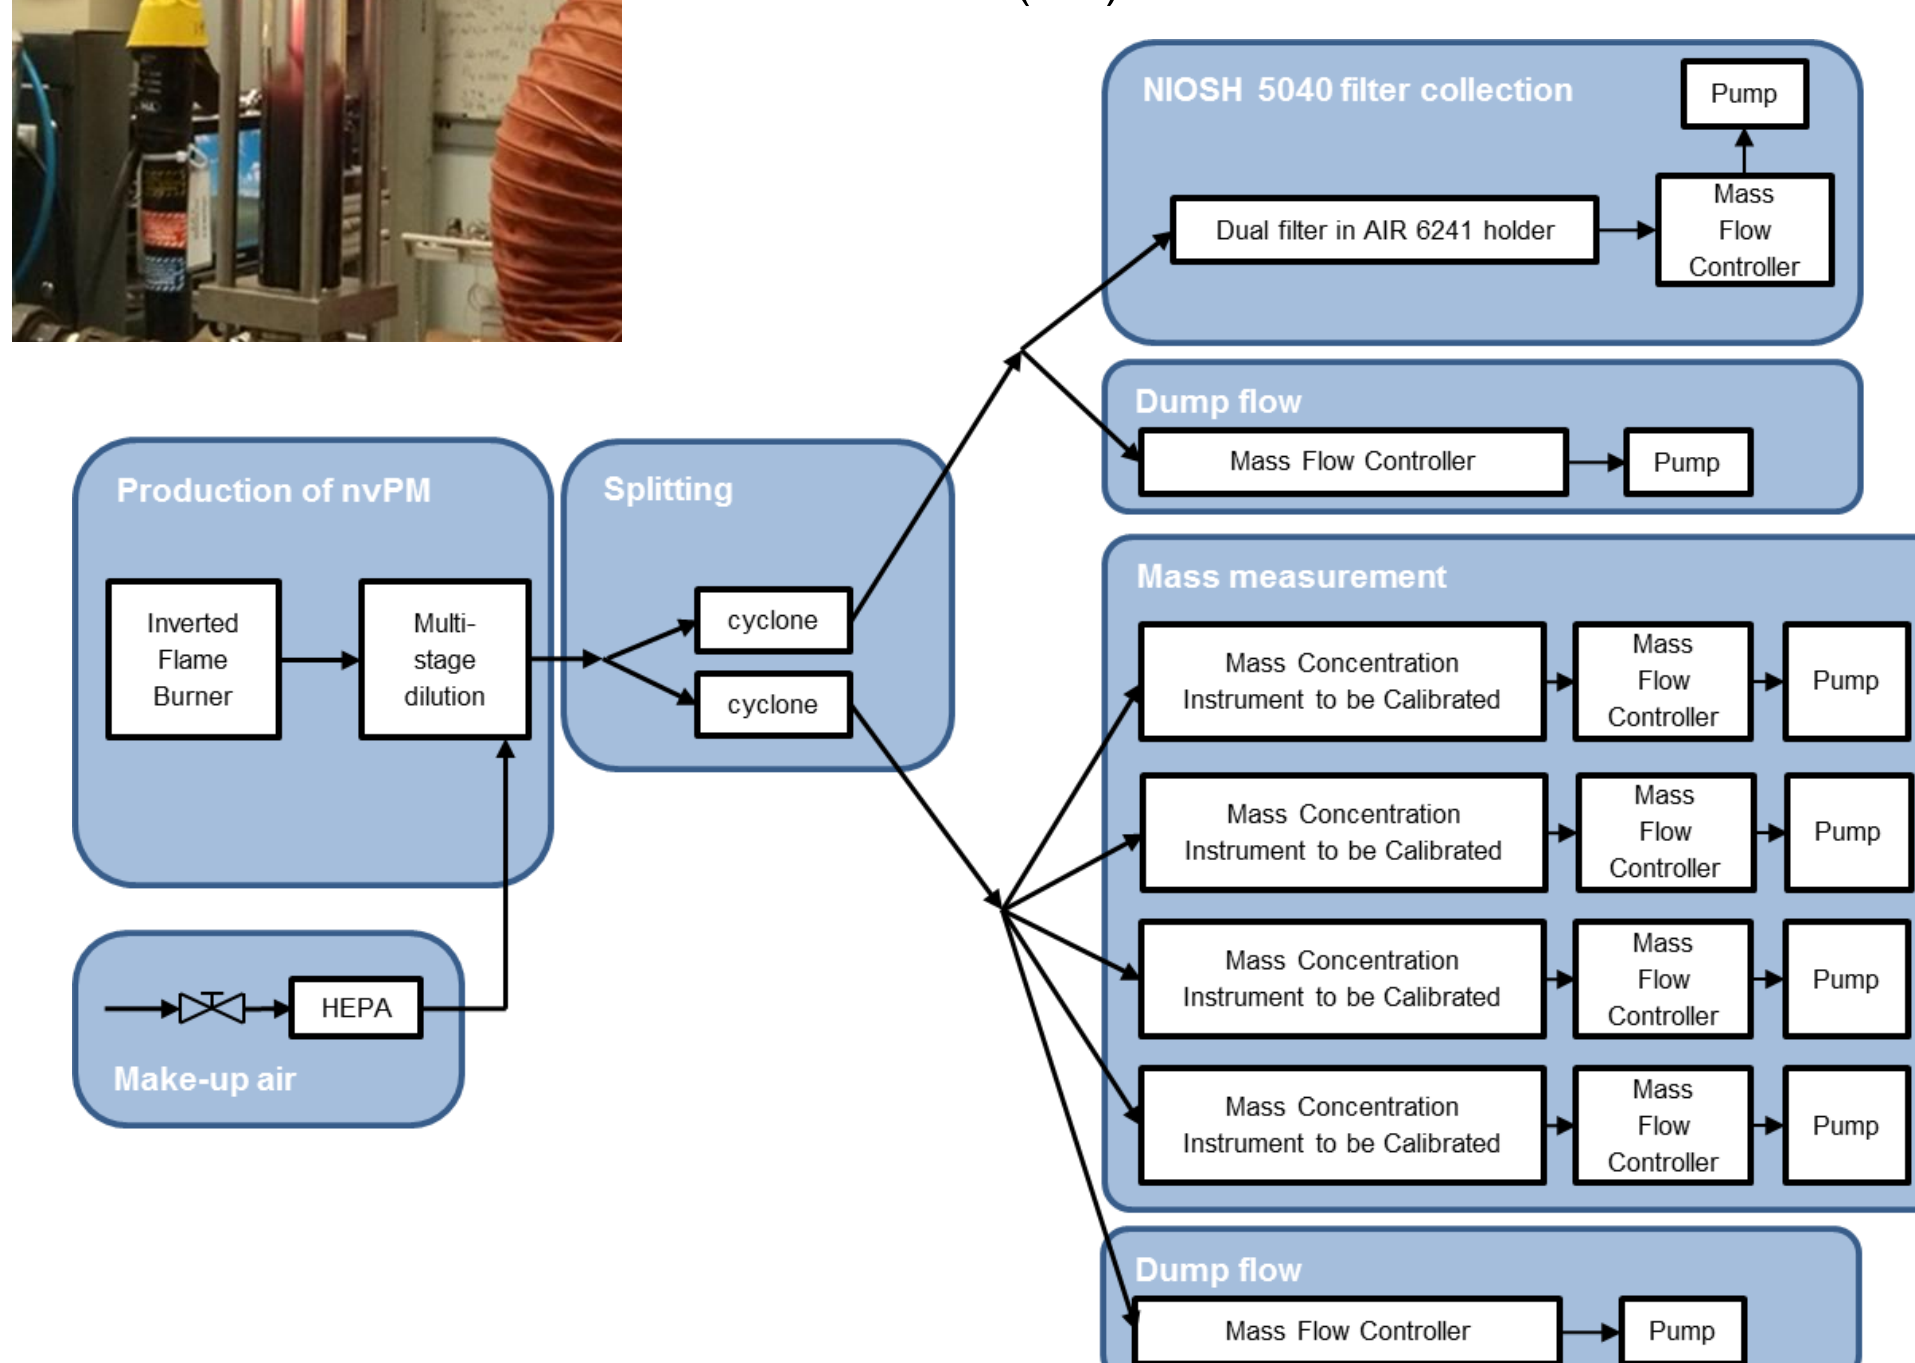 NIOSH 5040 filter collection
Pump
Dual filter in AIR 6241 holder
Mass
Flow
Controller
Dump flow
Mass Flow Controller
Pump
Production of nvPM
Inverted
Flame
Burner
Multi-
stage
dilution
Splitting
cyclone
cyclone
HEPA
Make-up air
Mass measurement
Mass Concentration
Instrument to be Calibrated
Mass
Flow
Controller
Pump
Mass Concentration
Instrument to be Calibrated
Mass
Flow
Controller
Pump
Mass Concentration
Instrument to be Calibrated
Mass
Flow
Controller
Pump
Mass Concentration
Instrument to be Calibrated
Mass
Flow
Controller
Pump
Dump flow
Mass Flow Controller
Pump